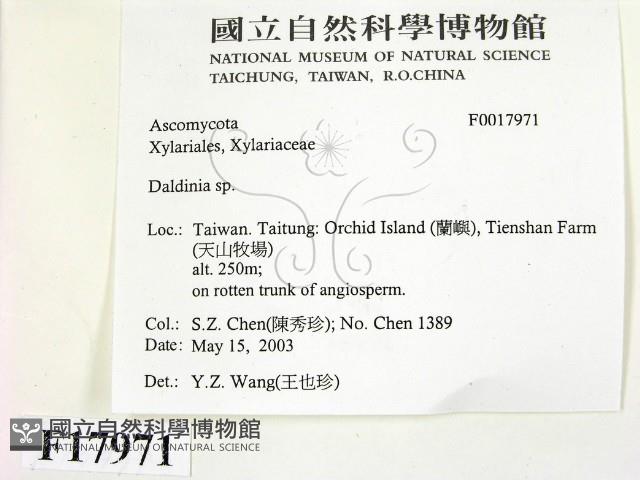 國立自然科學博物館
NATIONAL MUSEUM OF NATURAL SCIENCE
TAICHUNG, TAIWAN, R.O.CHINA
Ascomycota F0017971
Xylariales, Xylariaceae
Daldinia sp.
Loc.: Taiwan. Taitung: Orchid Island (蘭嶼), Tienshan Farm
(天山牧場)
alt. 250m;
on rotten trunk of angiosperm.
Col.: S.Z. Chen(陳秀珍); No. Chen 1389
Date: May 15, 2003
Det.: Y.Z. Wang(王也珍)
國立自然科學博物館
NATIONAL MUSEUM OF NATURAL SCIENCE
F17971